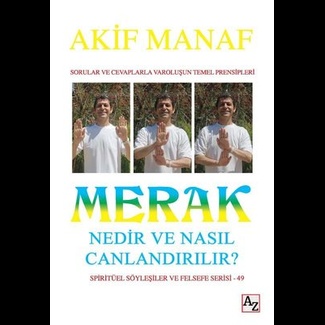 AKİF MANAF
SORULAR VE CEVAPLARLA VAROLUŞUN TEMEL PRENSİPLERİ
MERAK
NEDİR VE NASIL
CANLANDIRILIR?
SPİRİTÜEL SÖYLEŞİLER VE FELSEFE SERİSİ - 49
AZ